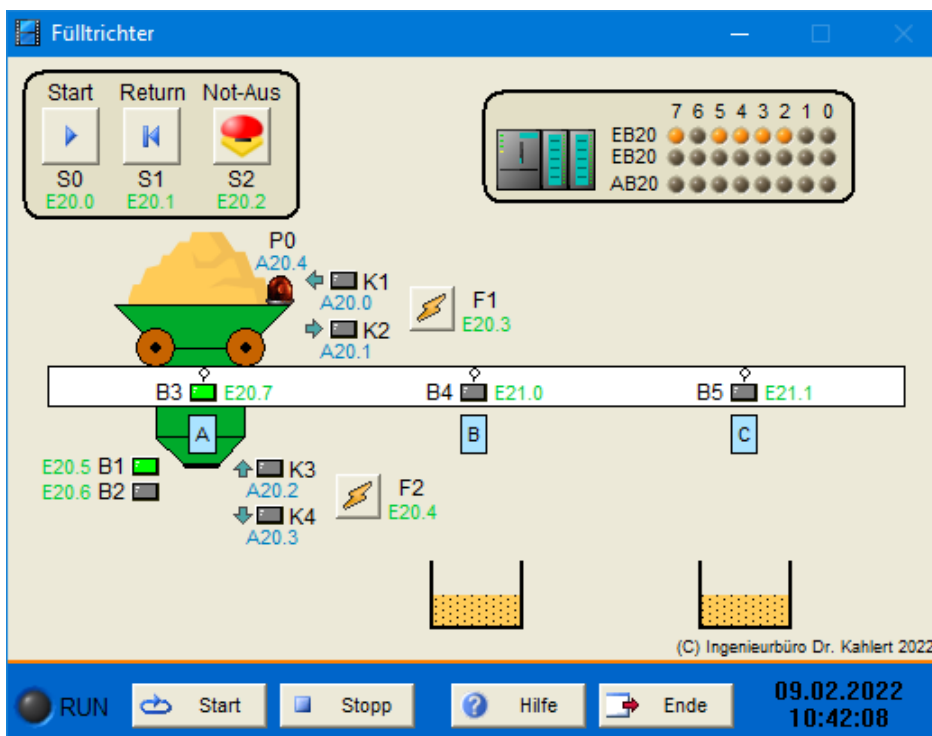 Fülltrichter
Start Return Not-Aus
S0 S1 S2
E20.0 E20.1 E20.2
7 6 5 4 3 2 1 0
EB20
EB20
AB20
P0
A20.4
K1
A20.0
K2
A20.1
F1
E20.3
B3 E20.7
B4 E21.0
B5 E21.1
A
B
C
E20.5 B1
E20.6 B2
K3
A20.2
K4
A20.3
F2
E20.4
(C) Ingenieurbüro Dr. Kahlert 2022
RUN
Start
Stopp
Hilfe
Ende
09.02.2022
10:42:08